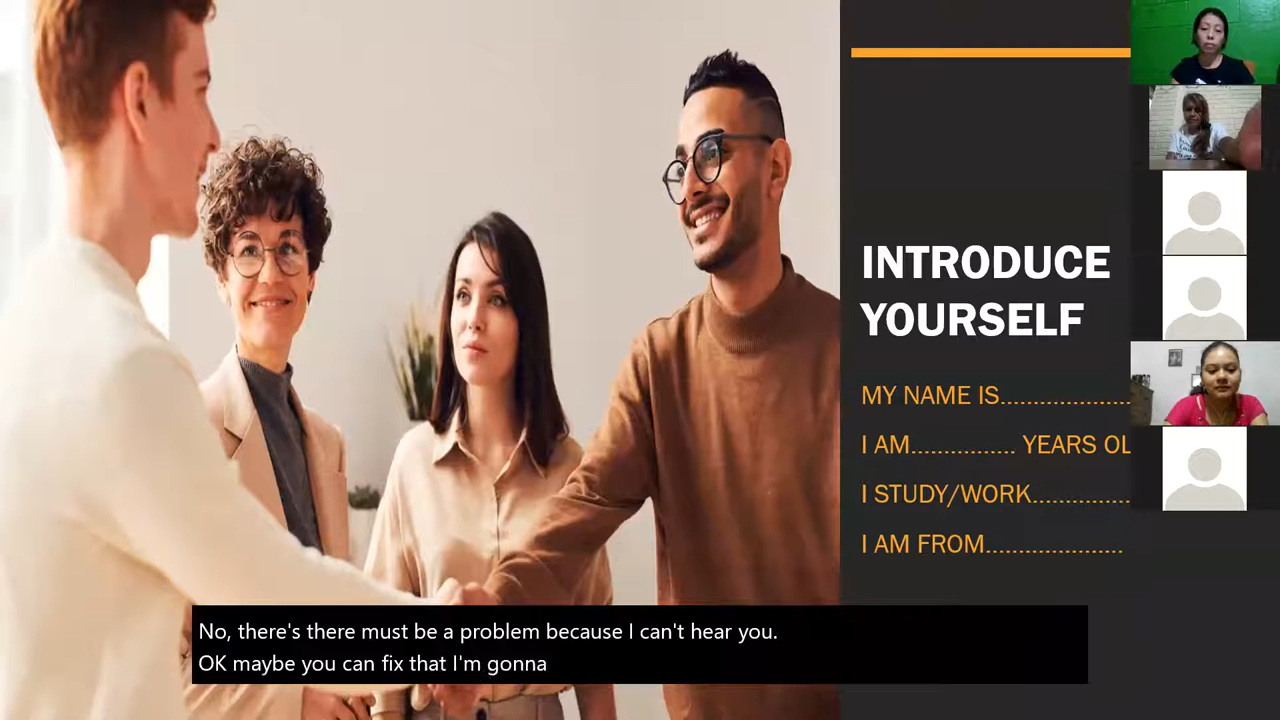 INTRODUCE
YOURSELF
MY NAME IS....................
I AM................ YEARS OL
I STUDY/WORK...............
I AM FROM.....................
No, there's there must be a problem because I can't hear you.
OK maybe you can fix that I'm gonna